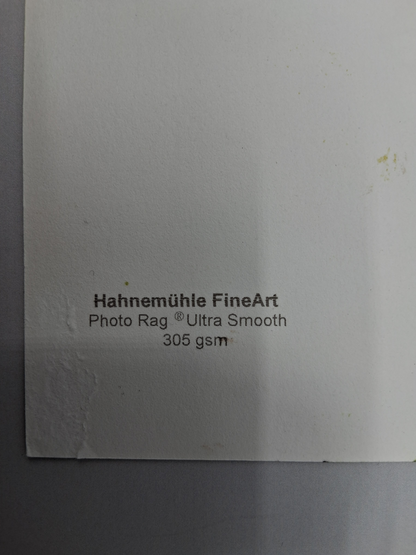 Hahnemühle FineArt
Photo Rag ® Ultra Smooth
305 gsm